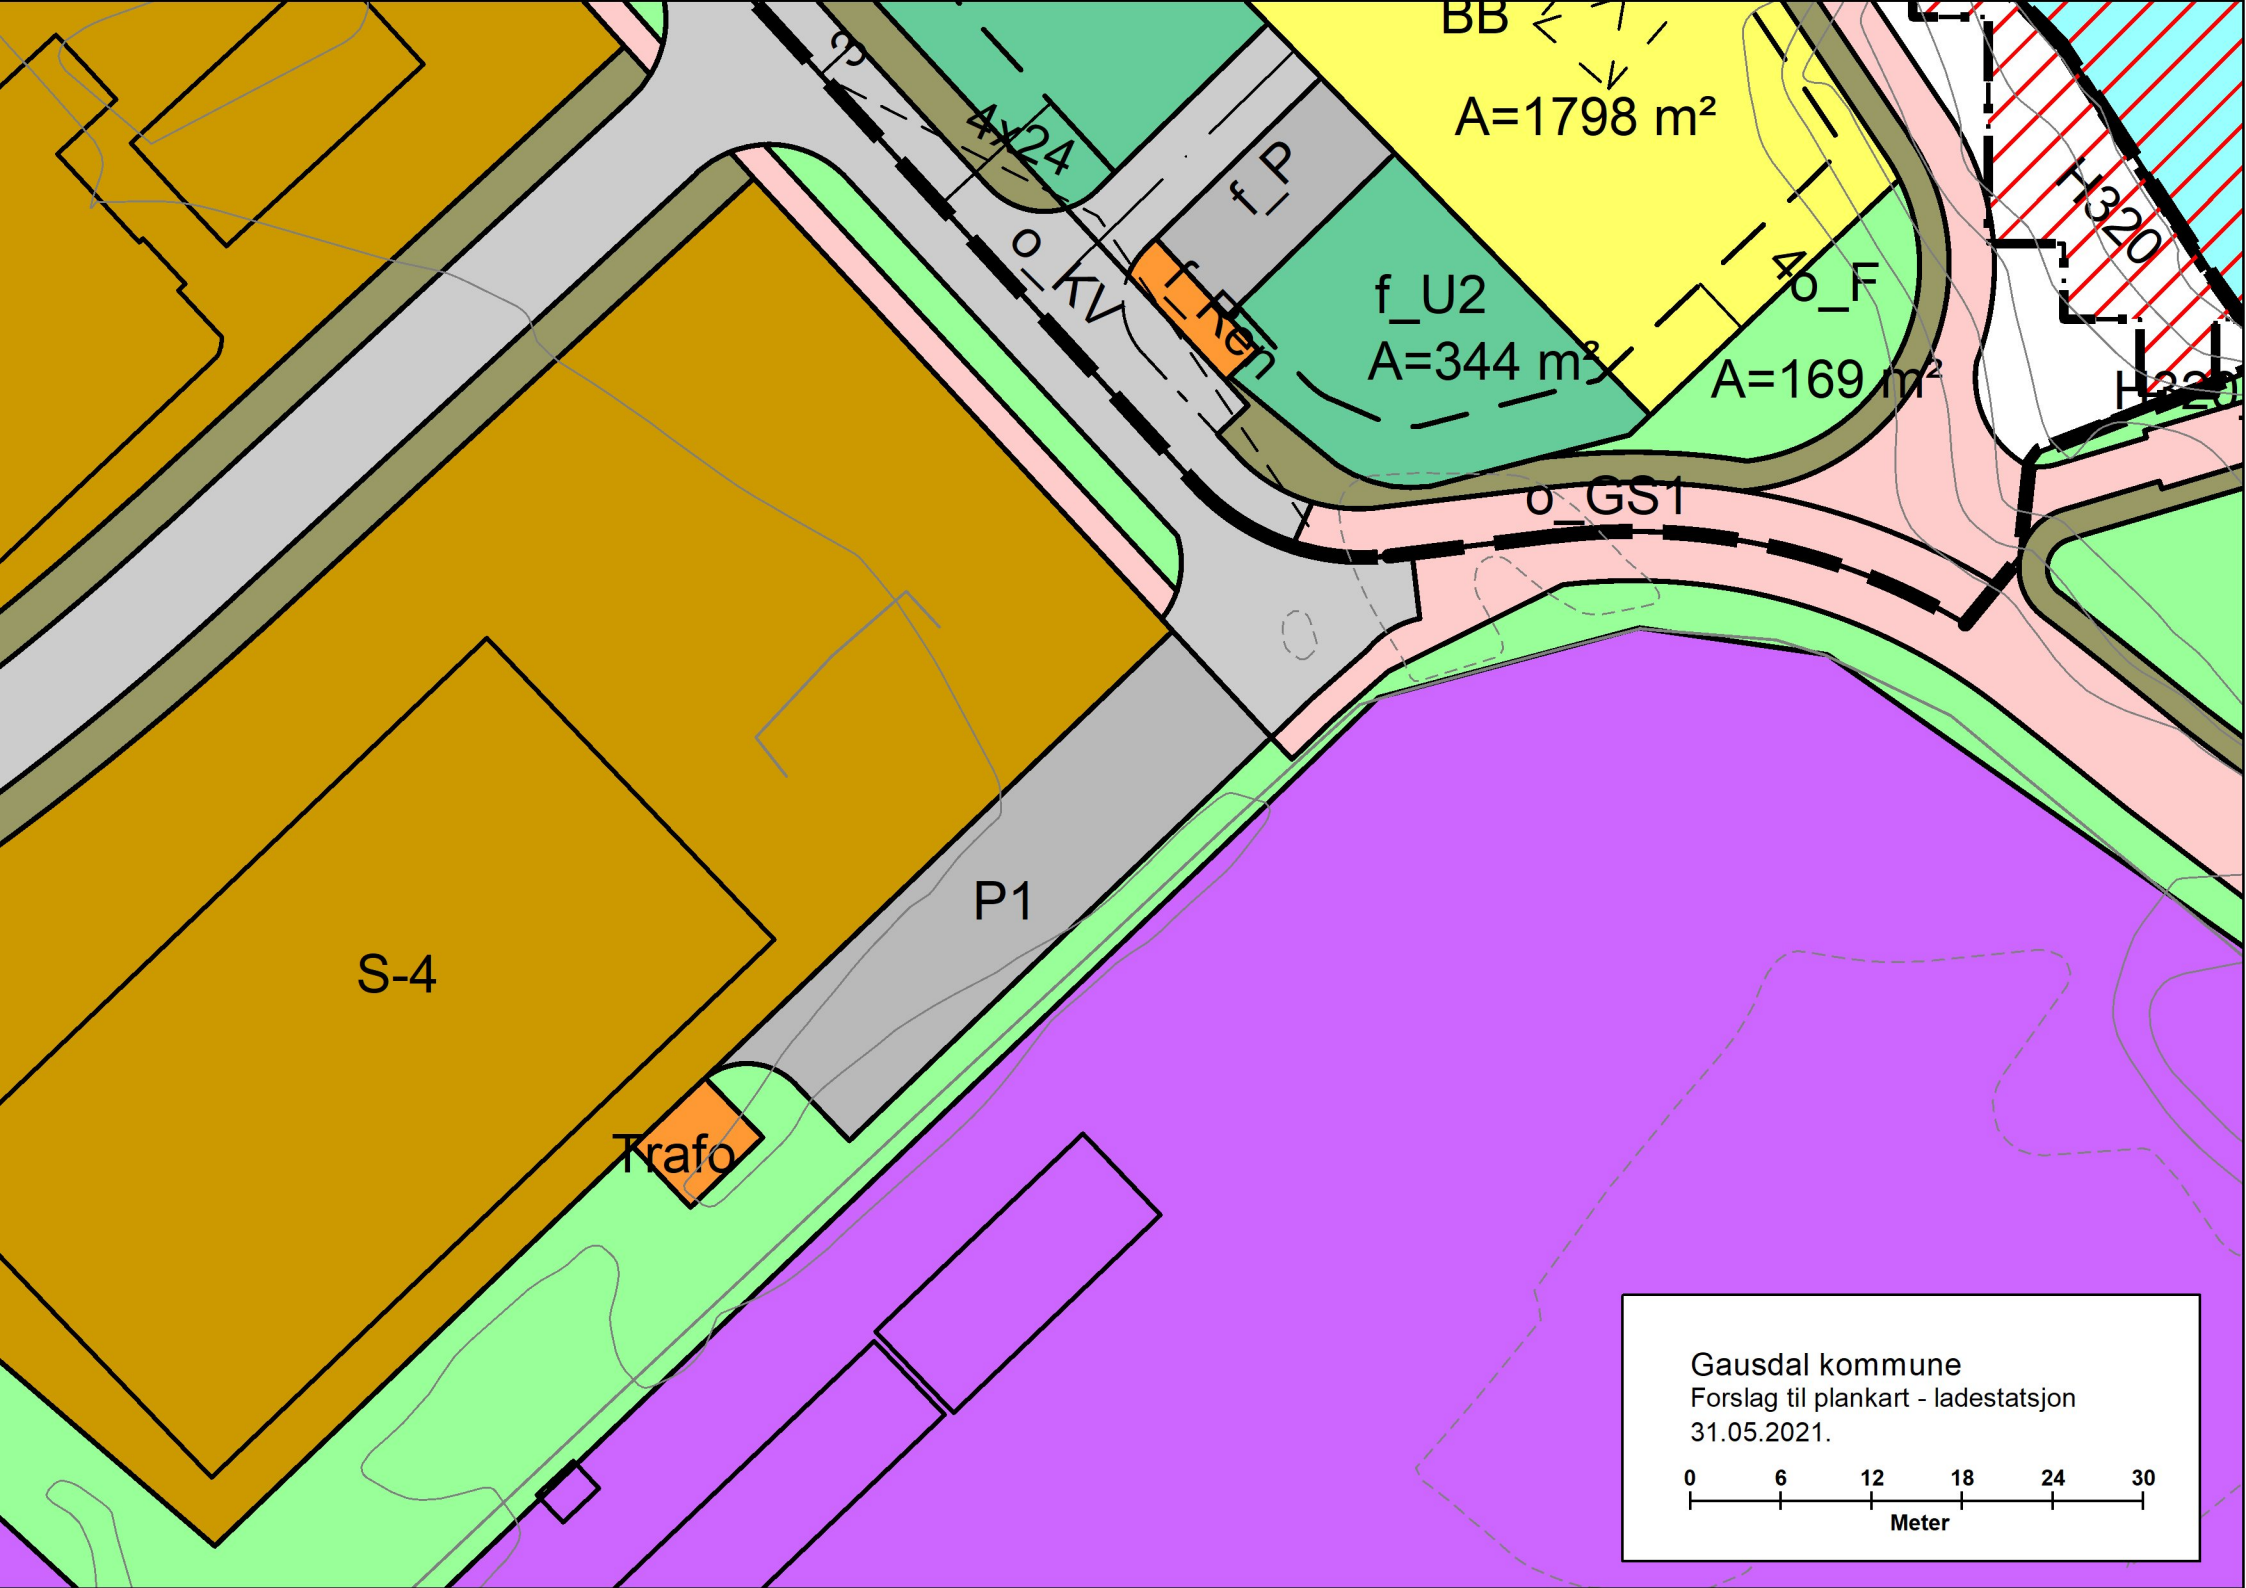 BB
A=1798 m²
4x24
f_P
H320
o_KV
f_Ren
f_U2
A=344 m²
o_F
A=169 m²
o_GS1
P1
S-4
Trafo
Gausdal kommune
Forslag til plankart - ladestatsjon
31.05.2021.
0 6 12 18 24 30
Meter